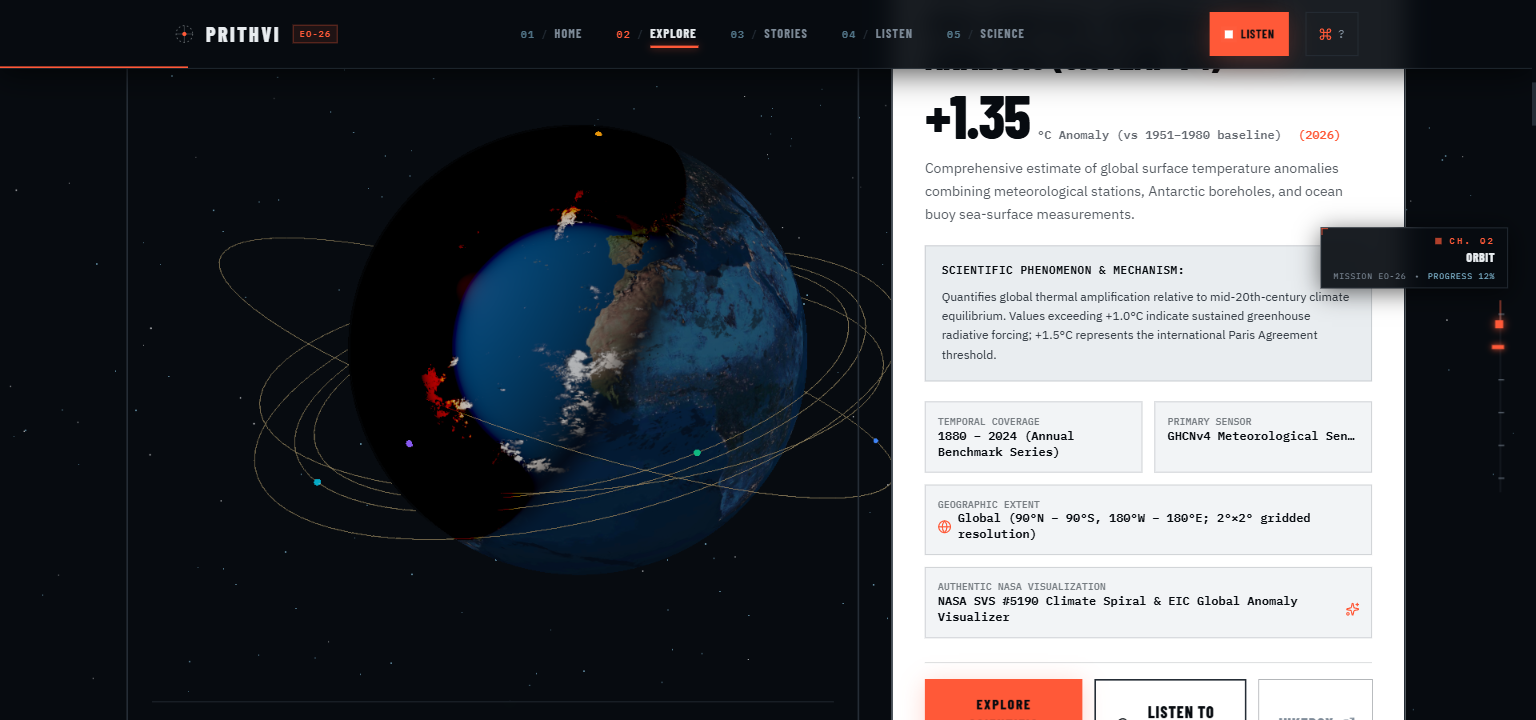 PRITHVI EO-26
01 / HOME 02 / EXPLORE 03 / STORIES 04 / LISTEN 05 / SCIENCE
LISTEN
⌘ ?
+1.35 °C Anomaly (vs 1951–1980 baseline) (2026)
Comprehensive estimate of global surface temperature anomalies
combining meteorological stations, Antarctic boreholes, and ocean
buoy sea-surface measurements.
CH. 02
ORBIT
MISSION EO-26 • PROGRESS 12%
SCIENTIFIC PHENOMENON & MECHANISM:
Quantifies global thermal amplification relative to mid-20th-century climate
equilibrium. Values exceeding +1.0°C indicate sustained greenhouse
radiative forcing; +1.5°C represents the international Paris Agreement
threshold.
TEMPORAL COVERAGE
1880 – 2024 (Annual
Benchmark Series)
PRIMARY SENSOR
GHCNv4 Meteorological Sen…
GEOGRAPHIC EXTENT
Global (90°N – 90°S, 180°W – 180°E; 2°×2° gridded
resolution)
AUTHENTIC NASA VISUALIZATION
NASA SVS #5190 Climate Spiral & EIC Global Anomaly
Visualizer
EXPLORE
LISTEN TO